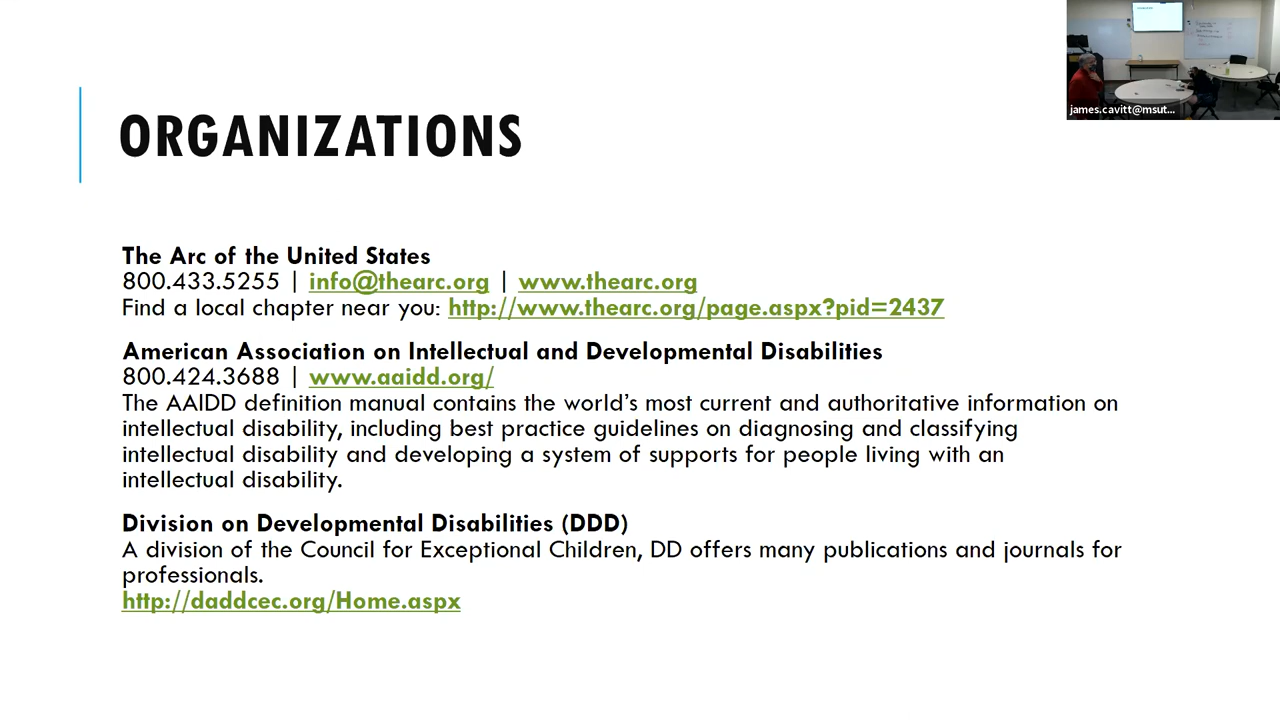 ORGANIZATIONS
james.cavitt@msut...
The Arc of the United States
800.433.5255 | info@thearc.org | www.thearc.org
Find a local chapter near you: http://www.thearc.org/page.aspx?pid=2437
American Association on Intellectual and Developmental Disabilities
800.424.3688 | www.aaidd.org/
The AAIDD definition manual contains the world’s most current and authoritative information on
intellectual disability, including best practice guidelines on diagnosing and classifying
intellectual disability and developing a system of supports for people living with an
intellectual disability.
Division on Developmental Disabilities (DDD)
A division of the Council for Exceptional Children, DD offers many publications and journals for
professionals.
http://daddcec.org/Home.aspx